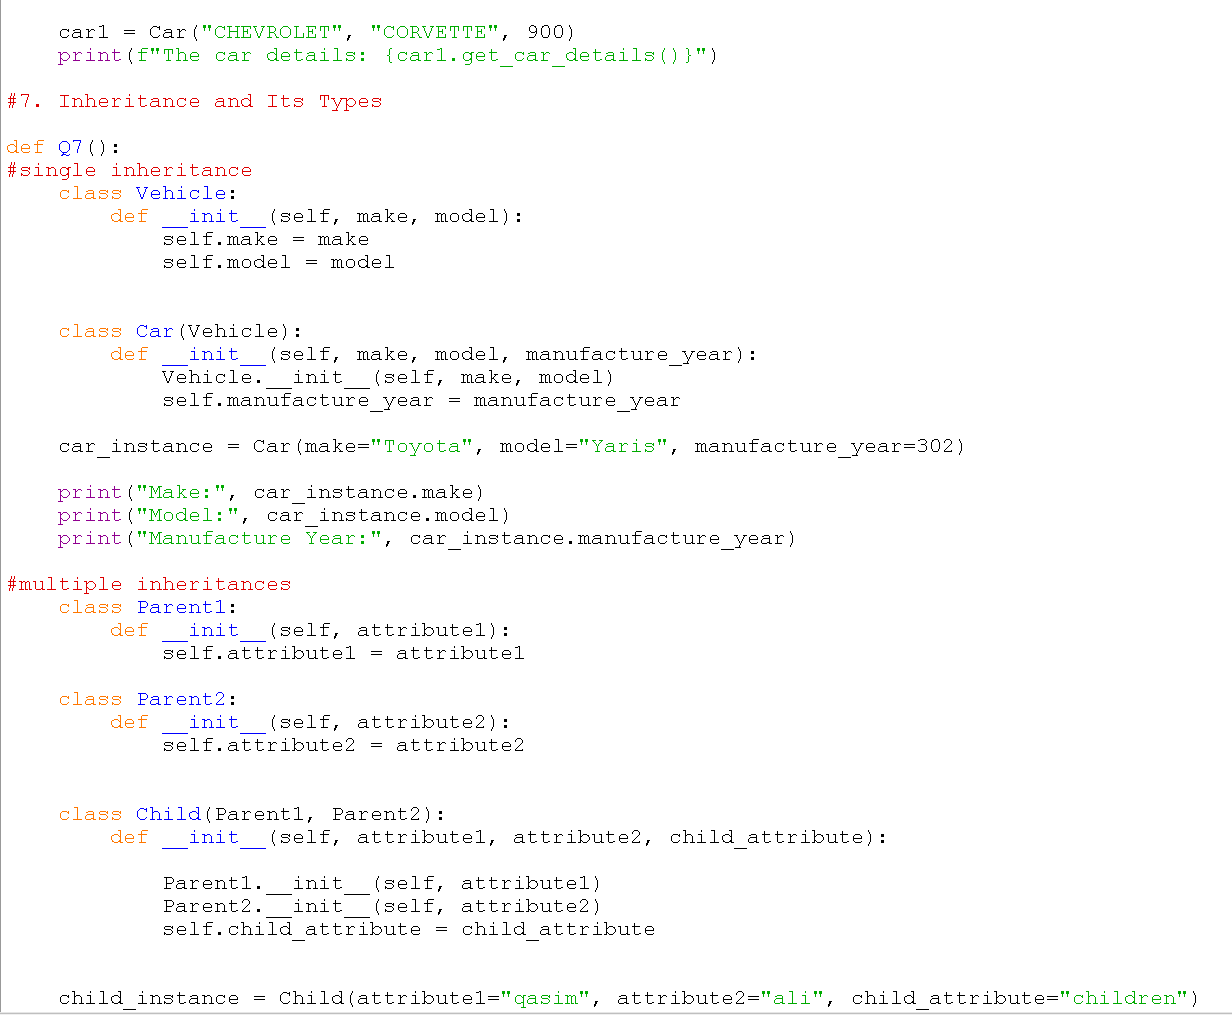 car1 = Car("CHEVROLET", "CORVETTE", 900)
    print(f"The car details: {car1.get_car_details()}")
#7. Inheritance and Its Types
def Q7():
#single inheritance
    class Vehicle:
        def __init__(self, make, model):
            self.make = make
            self.model = model
    class Car(Vehicle):
        def __init__(self, make, model, manufacture_year):
            Vehicle.__init__(self, make, model)
            self.manufacture_year = manufacture_year
    car_instance = Car(make="Toyota", model="Yaris", manufacture_year=302)
    print("Make:", car_instance.make)
    print("Model:", car_instance.model)
    print("Manufacture Year:", car_instance.manufacture_year)
#multiple inheritances
    class Parent1:
        def __init__(self, attribute1):
            self.attribute1 = attribute1
    class Parent2:
        def __init__(self, attribute2):
            self.attribute2 = attribute2
    class Child(Parent1, Parent2):
        def __init__(self, attribute1, attribute2, child_attribute):
            Parent1.__init__(self, attribute1)
            Parent2.__init__(self, attribute2)
            self.child_attribute = child_attribute
    child_instance = Child(attribute1="qasim", attribute2="ali", child_attribute="children")